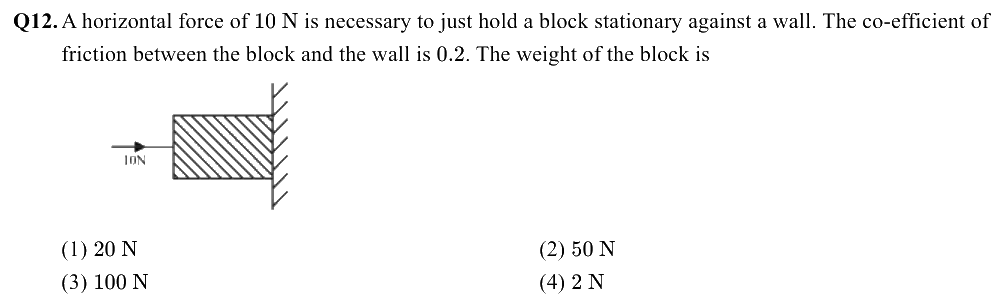 Q12. A horizontal force of 10 N is necessary to just hold a block stationary against a wall. The co-efficient of
friction between the block and the wall is 0.2. The weight of the block is
10N
(1) 20 N (2) 50 N
(3) 100 N (4) 2 N